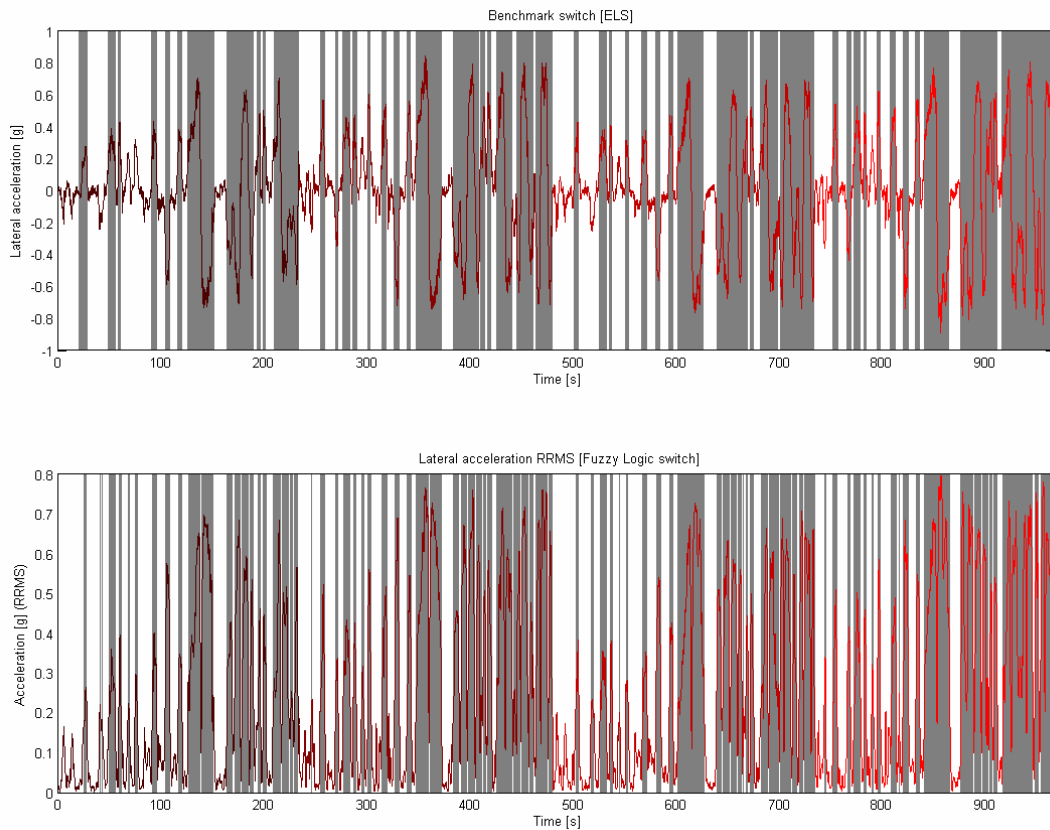 Benchmark switch [ELS]
Lateral acceleration [g]
1
0.8
0.6
0.4
0.2
0
-0.2
-0.4
-0.6
-0.8
-1
0 100 200 300 400 500 600 700 800 900
Time [s]
Lateral acceleration RRMS [Fuzzy Logic switch]
Acceleration [g] (RRMS)
0.8
0.7
0.6
0.5
0.4
0.3
0.2
0.1
0
0 100 200 300 400 500 600 700 800 900
Time [s]